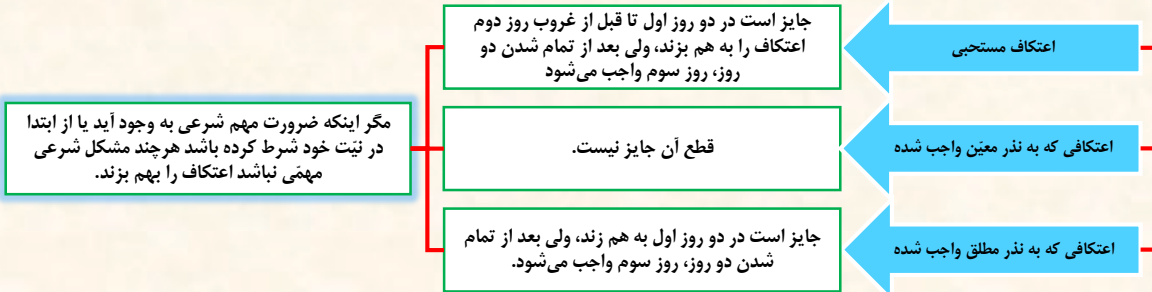 اعتکاف مستحبی
جایز است در دو روز اول تا قبل از غروب روز دوم
اعتکاف را به هم بزند، ولی بعد از تمام شدن دو
روز، روز سوم واجب می‌شود
اعتکافی که به نذر معیّن واجب شده
قطع آن جایز نیست.
اعتکافی که به نذر مطلق واجب شده
جایز است در دو روز اول به هم زند، ولی بعد از تمام
شدن دو روز، روز سوم واجب می‌شود.
مگر اینکه ضرورت مهم شرعی به وجود آید یا از ابتدا
در نیّت خود شرط کرده باشد هرچند مشکل شرعی
مهمّی نباشد اعتکاف را بهم بزند.